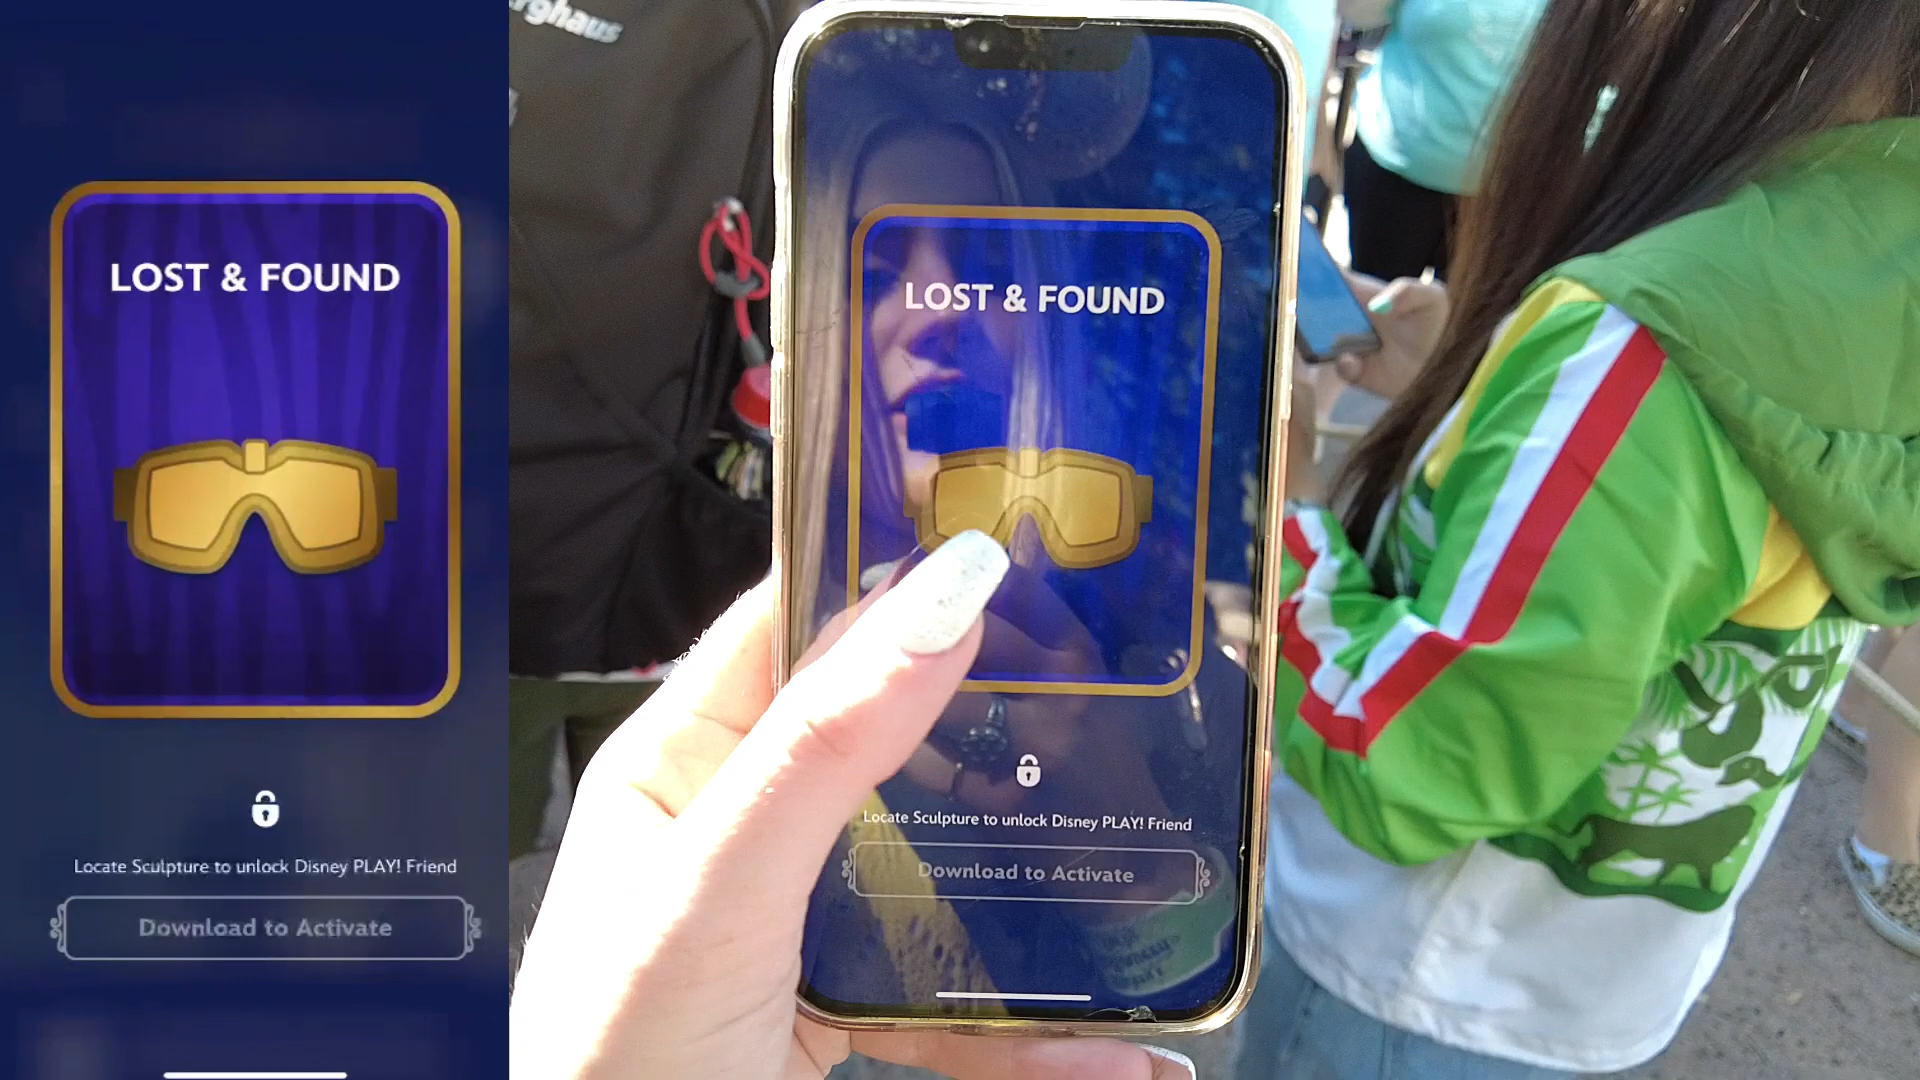 LOST & FOUND
Locate Sculpture to unlock Disney PLAY! Friend
Download to Activate
LOST & FOUND
Locate Sculpture to unlock Disney PLAY! Friend
Download to Activate